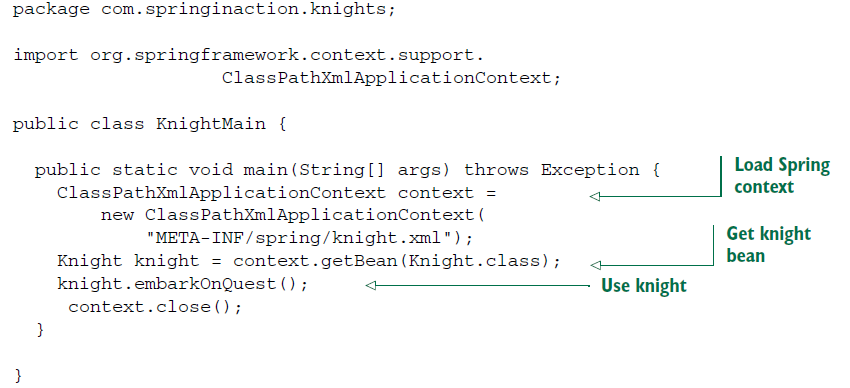 package com.springinaction.knights;
import org.springframework.context.support.
ClassPathXmlApplicationContext;
public class KnightMain {
public static void main(String[] args) throws Exception {
ClassPathXmlApplicationContext context =
new ClassPathXmlApplicationContext(
"META-INF/spring/knight.xml");
Knight knight = context.getBean(Knight.class);
knight.embarkOnQuest();
context.close();
}
}
Load Spring
context
Get knight
bean
Use knight